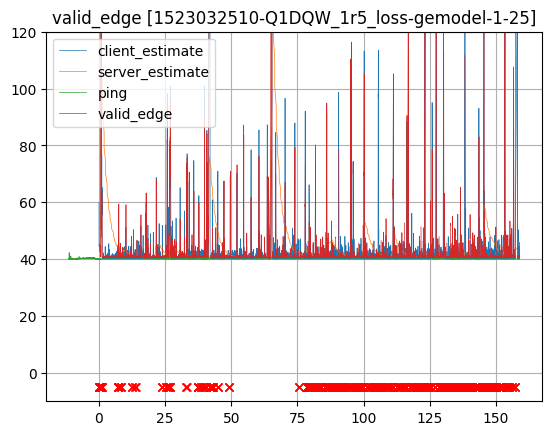 valid_edge [1523032510-Q1DQW_1r5_loss-gemodel-1-25]
120
100
80
60
40
20
0
client_estimate
server_estimate
ping
valid_edge
0
25
50
75
100
125
150